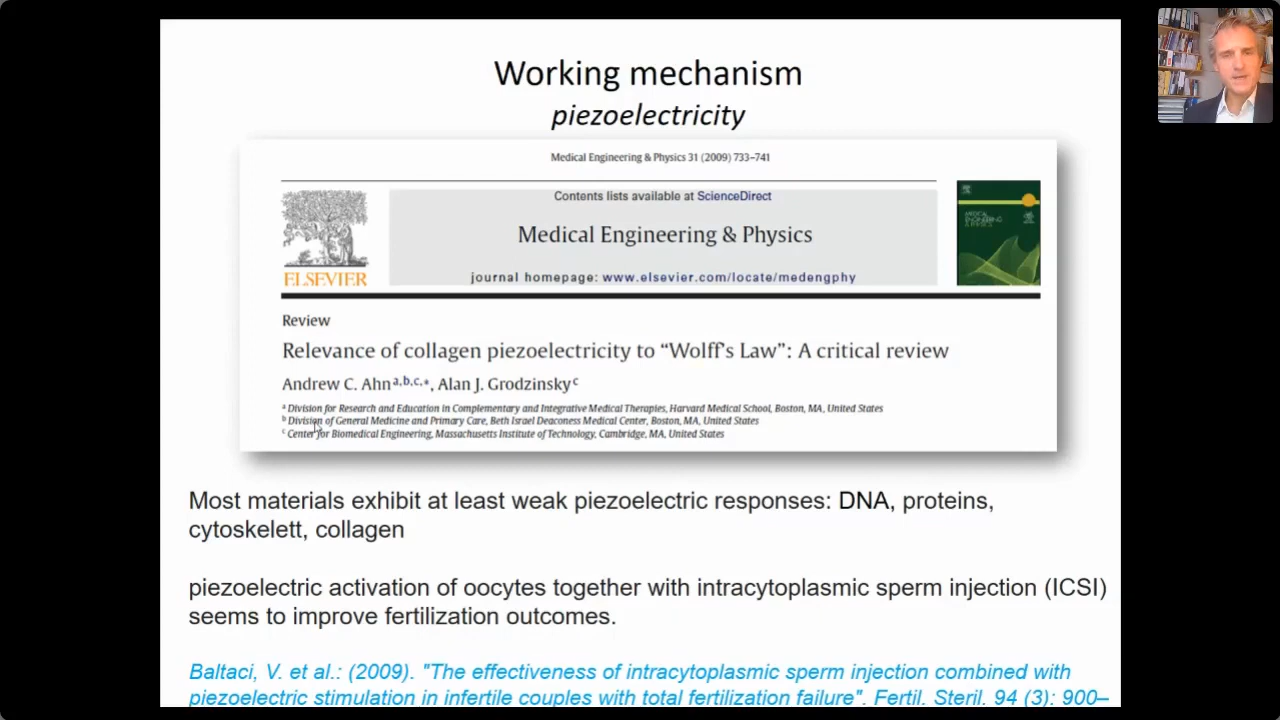 Working mechanism
piezoelectricity
Medical Engineering & Physics 31 (2009) 733–741
Contents lists available at ScienceDirect
Medical Engineering & Physics
journal homepage: www.elsevier.com/locate/medengphy
ELSEVIER
MEDICAL
ENGINEERING
& PHYSICS
Review
Relevance of collagen piezoelectricity to “Wolff’s Law”: A critical review
Andrew C. Ahn a,b,c,*, Alan J. Grodzinsky c
a Division for Research and Education in Complementary and Integrative Medical Therapies, Harvard Medical School, Boston, MA, United States
b Division of General Medicine and Primary Care, Beth Israel Deaconess Medical Center, Boston, MA, United States
c Center for Biomedical Engineering, Massachusetts Institute of Technology, Cambridge, MA, United States
Most materials exhibit at least weak piezoelectric responses: DNA, proteins,
cytoskelett, collagen
piezoelectric activation of oocytes together with intracytoplasmic sperm injection (ICSI)
seems to improve fertilization outcomes.
Baltaci, V. et al.: (2009). "The effectiveness of intracytoplasmic sperm injection combined with
piezoelectric stimulation in infertile couples with total fertilization failure". Fertil. Steril. 94 (3): 900–